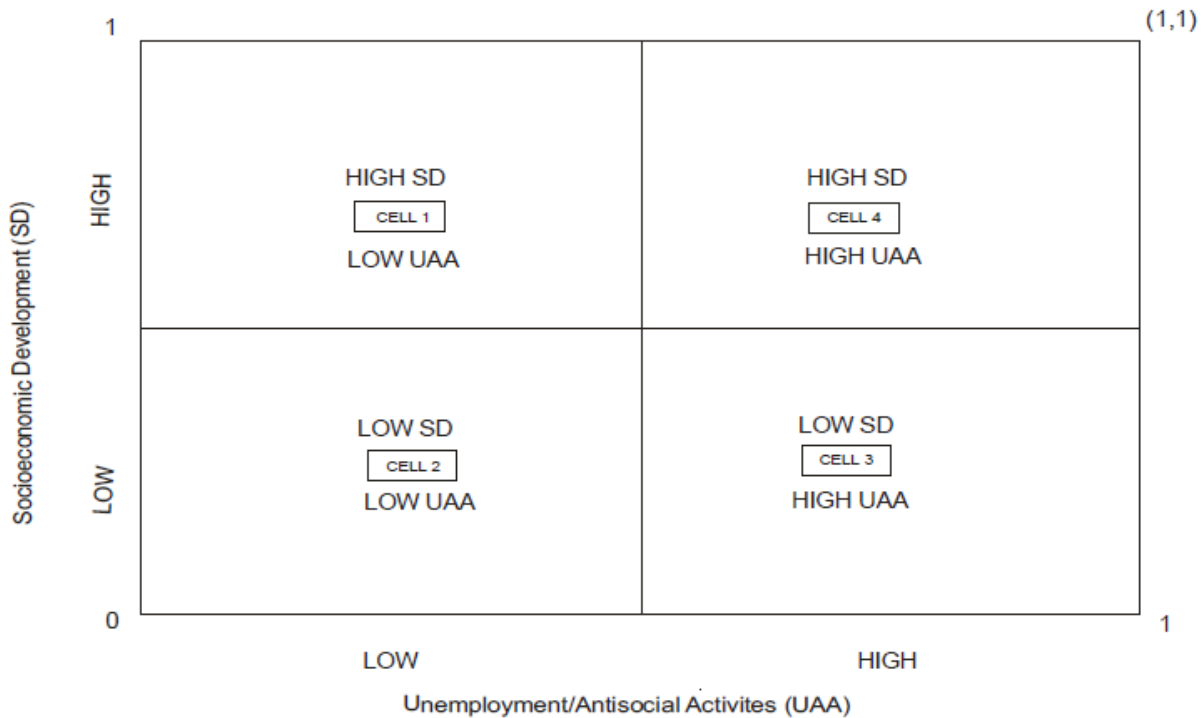 (1,1)
1
HIGH SD
CELL 1
LOW UAA
HIGH SD
CELL 4
HIGH UAA
HIGH
Socioeconomic Development (SD)
LOW SD
CELL 2
LOW UAA
LOW SD
CELL 3
HIGH UAA
LOW
0
1
LOW
HIGH
Unemployment/Antisocial Activites (UAA)